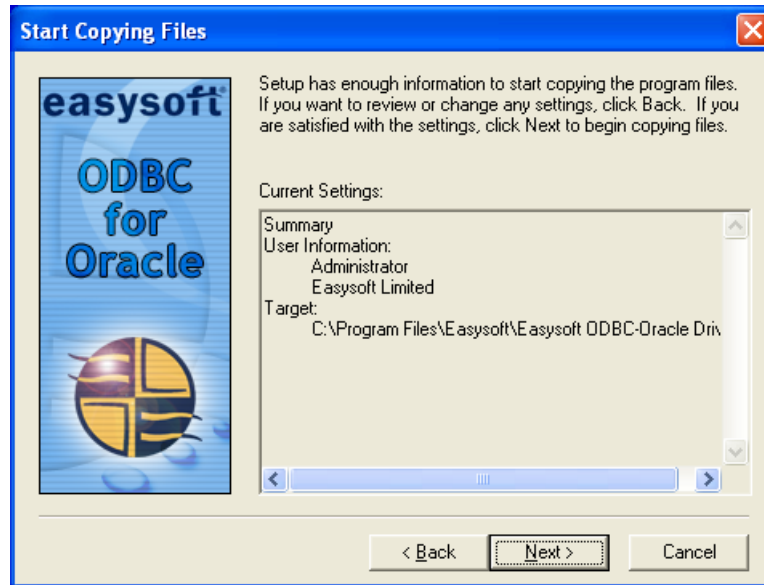 Start Copying Files
easysoft
ODBC
for
Oracle
Setup has enough information to start copying the program files.
If you want to review or change any settings, click Back. If you
are satisfied with the settings, click Next to begin copying files.
Current Settings:
Summary
User Information:
Administrator
Easysoft Limited
Target:
C:\Program Files\Easysoft\Easysoft ODBC-Oracle Driv
< Back
Next >
Cancel